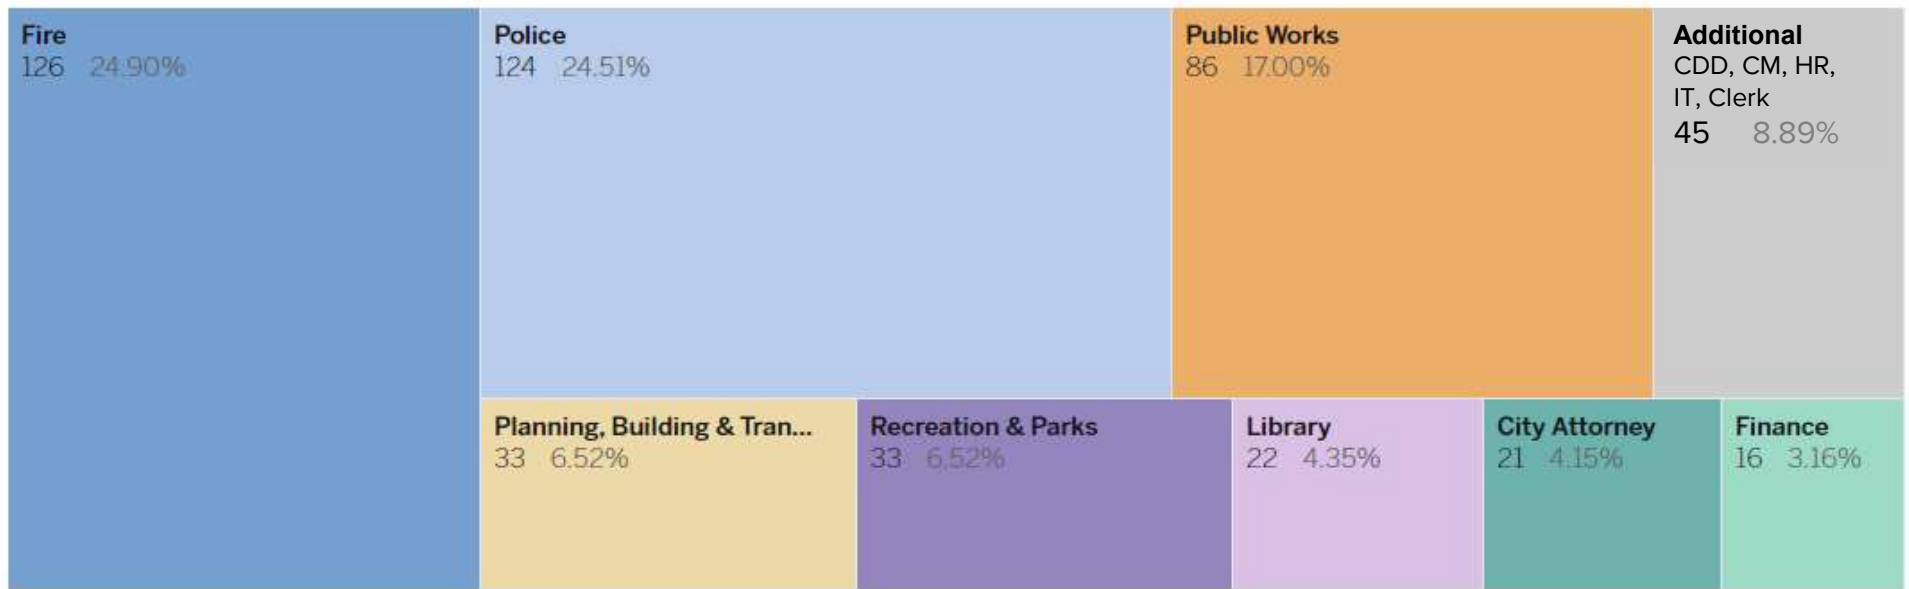 Fire
126 24.90%
Police
124 24.51%
Public Works
86 17.00%
Additional
CDD, CM, HR,
IT, Clerk
45 8.89%
Planning, Building & Tran...
33 6.52%
Recreation & Parks
33 6.52%
Library
22 4.35%
City Attorney
21 4.15%
Finance
16 3.16%